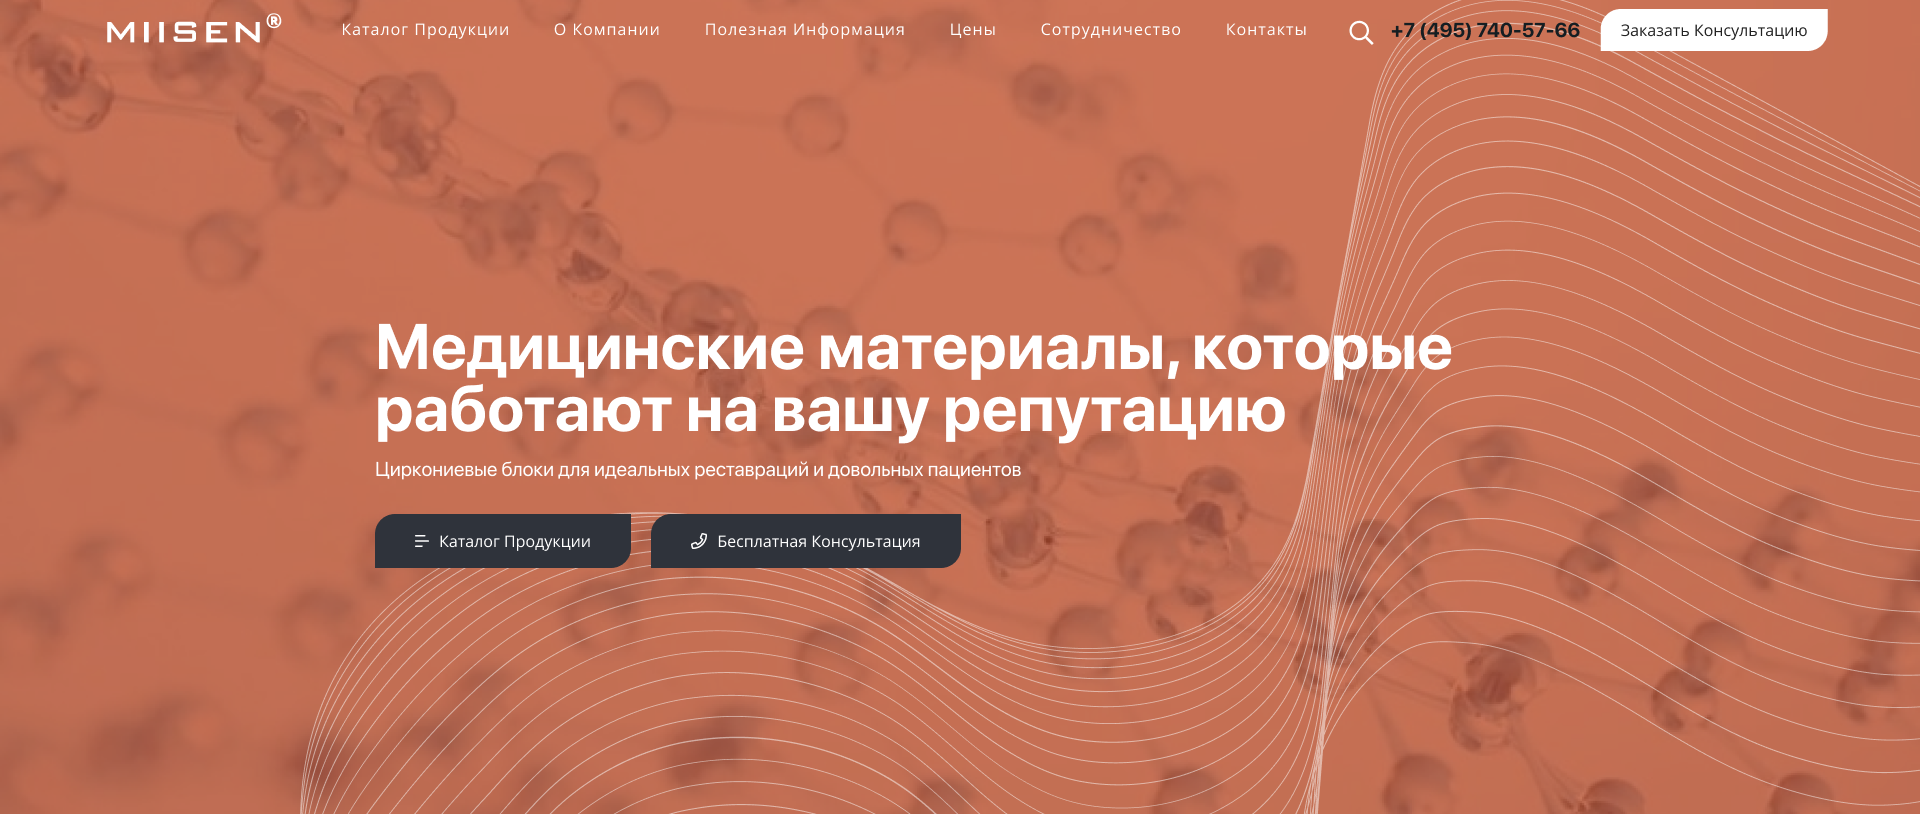 MIISEN®
Каталог Продукции
О Компании
Полезная Информация
Цены
Сотрудничество
Контакты
+7 (495) 740-57-66
Заказать Консультацию
Медицинские материалы, которые
работают на вашу репутацию
Циркониевые блоки для идеальных реставраций и довольных пациентов
Каталог Продукции
Бесплатная Консультация